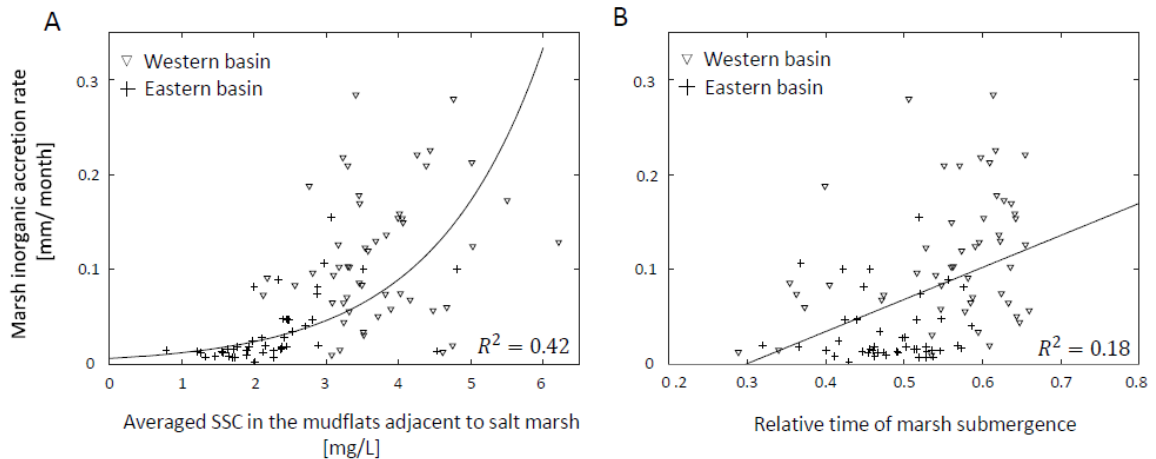 A
B
Western basin
Eastern basin
Western basin
Eastern basin
Marsh inorganic accretion rate
[mm/ month]
0.3
0.2
0.1
0
0.3
0.2
0.1
0
R² = 0.42
R² = 0.18
0 1 2 3 4 5 6
0.2 0.3 0.4 0.5 0.6 0.7 0.8
Averaged SSC in the mudflats adjacent to salt marsh
[mg/L]
Relative time of marsh submergence